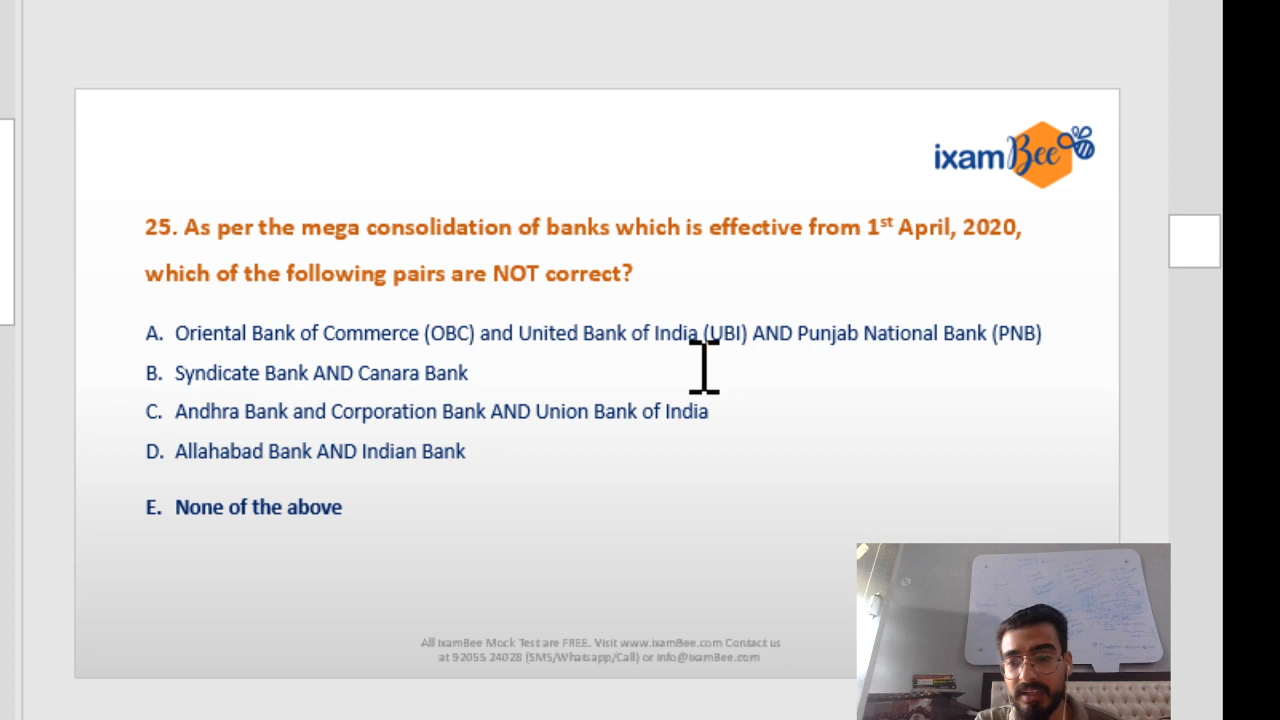 ixamBee
25. As per the mega consolidation of banks which is effective from 1st April, 2020,
which of the following pairs are NOT correct?
A. Oriental Bank of Commerce (OBC) and United Bank of India (UBI) AND Punjab National Bank (PNB)
B. Syndicate Bank AND Canara Bank
C. Andhra Bank and Corporation Bank AND Union Bank of India
D. Allahabad Bank AND Indian Bank
E. None of the above
All ixamBee Mock Test are FREE. Visit www.ixamBee.com Contact us
at 92055 24028 (SMS/Whatsapp/Call) or info@ixamBee.com